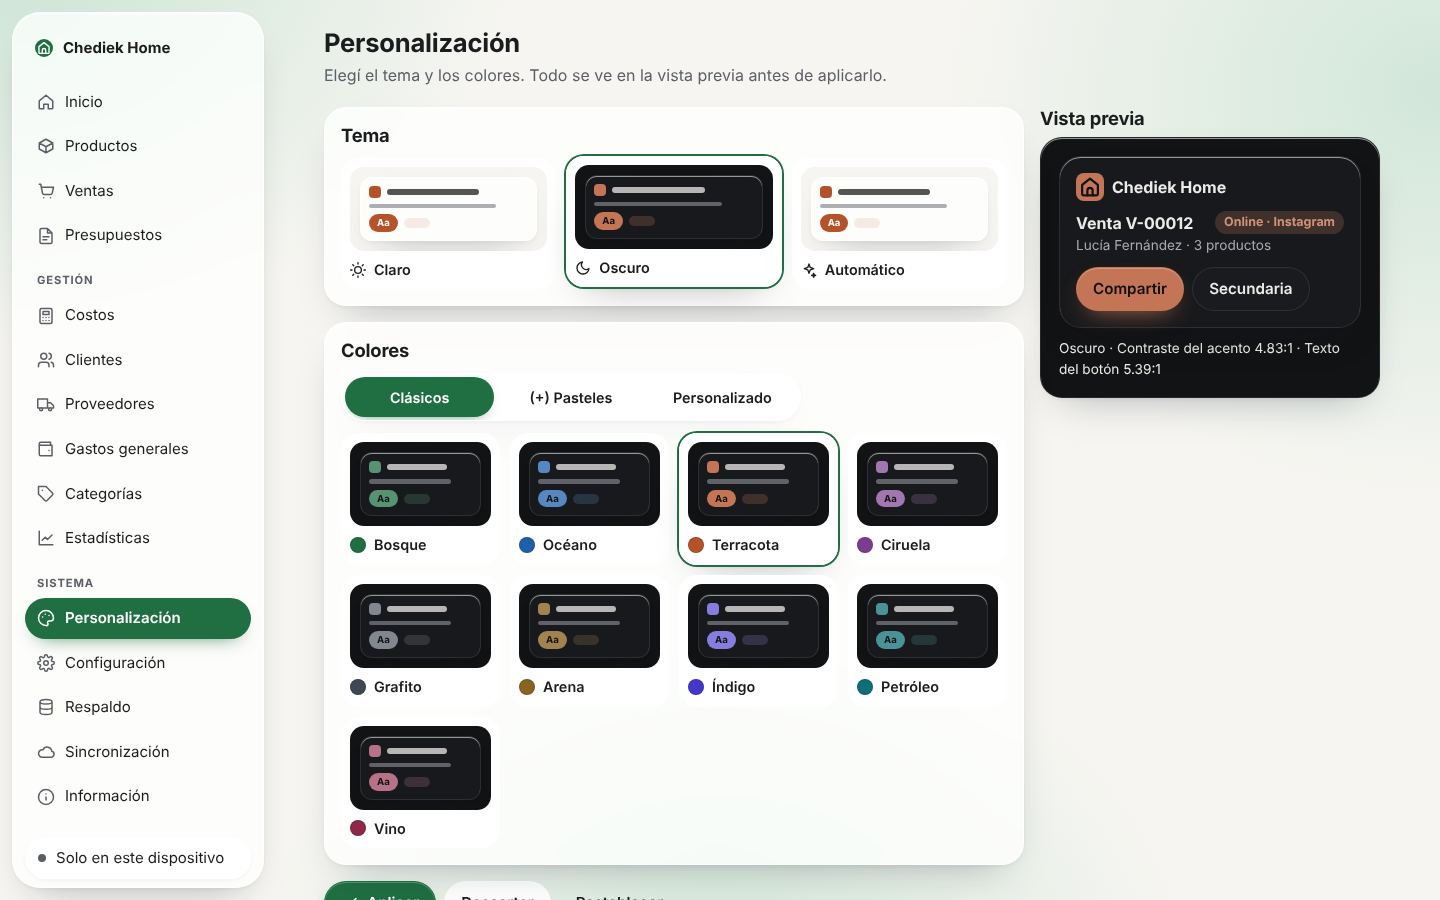 Chediek Home
Inicio
Productos
Ventas
Presupuestos
GESTIÓN
Costos
Clientes
Proveedores
Gastos generales
Categorías
Estadísticas
SISTEMA
Personalización
Configuración
Respaldo
Sincronización
Información
Solo en este dispositivo
Personalización
Elegí el tema y los colores. Todo se ve en la vista previa antes de aplicarlo.
Tema
Aa
Aa
Aa
Claro
Oscuro
Automático
Colores
Clásicos
(+) Pasteles
Personalizado
Aa
Aa
Aa
Aa
Bosque
Océano
Terracota
Ciruela
Aa
Aa
Aa
Aa
Grafito
Arena
Índigo
Petróleo
Aa
Vino
Vista previa
Chediek Home
Venta V-00012
Online · Instagram
Lucía Fernández · 3 productos
Compartir
Secundaria
Oscuro · Contraste del acento 4.83:1 · Texto
del botón 5.39:1